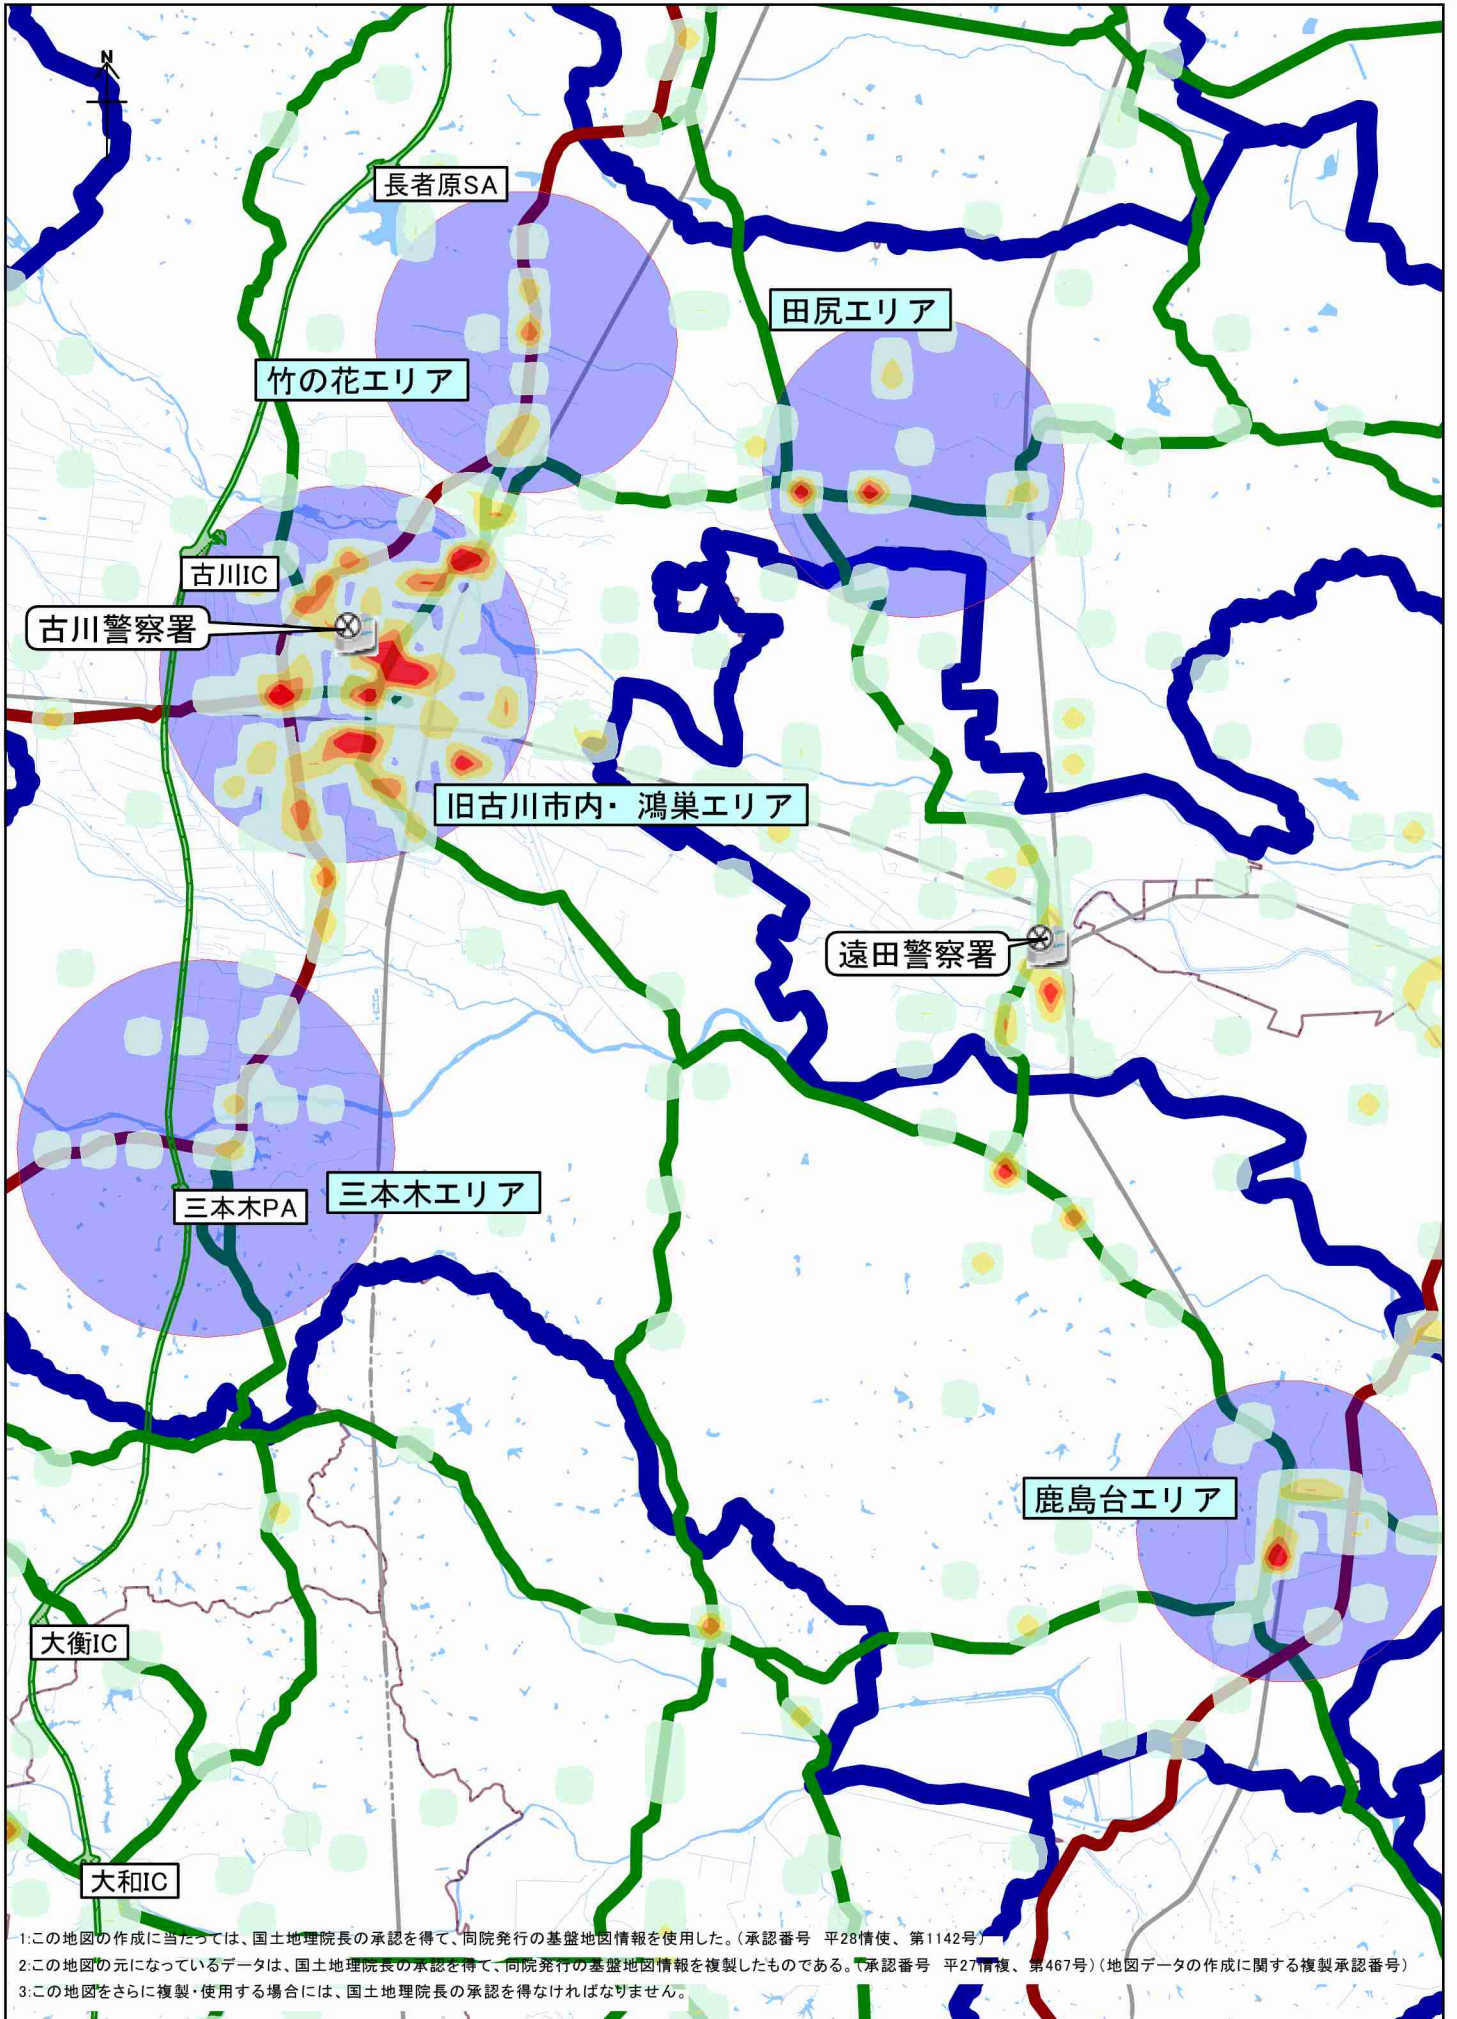 N
長者原SA
田尻エリア
竹の花エリア
古川IC
古川警察署
旧古川市内・鴻巣エリア
遠田警察署
三本木エリア
三本木PA
鹿島台エリア
大衡IC
大和IC
1:この地図の作成に当たっては、国土地理院長の承認を得て、同院発行の基盤地図情報を使用した。(承認番号 平28情使、第1142号)
2:この地図の元になっているデータは、国土地理院長の承認を得て、同院発行の基盤地図情報を複製したものである。(承認番号 平27情複、第467号)(地図データの作成に関する複製承認番号)
3:この地図をさらに複製・使用する場合には、国土地理院長の承認を得なければなりません。